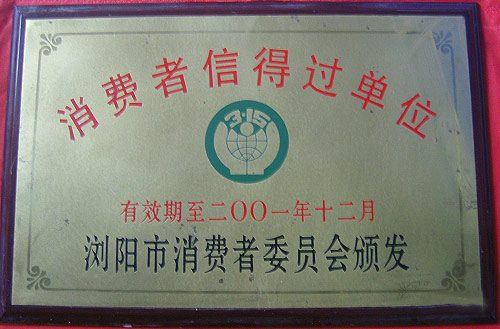 消费者信得过单位
3·15
有效期至二〇〇一年十二月
浏阳市消费者委员会颁发